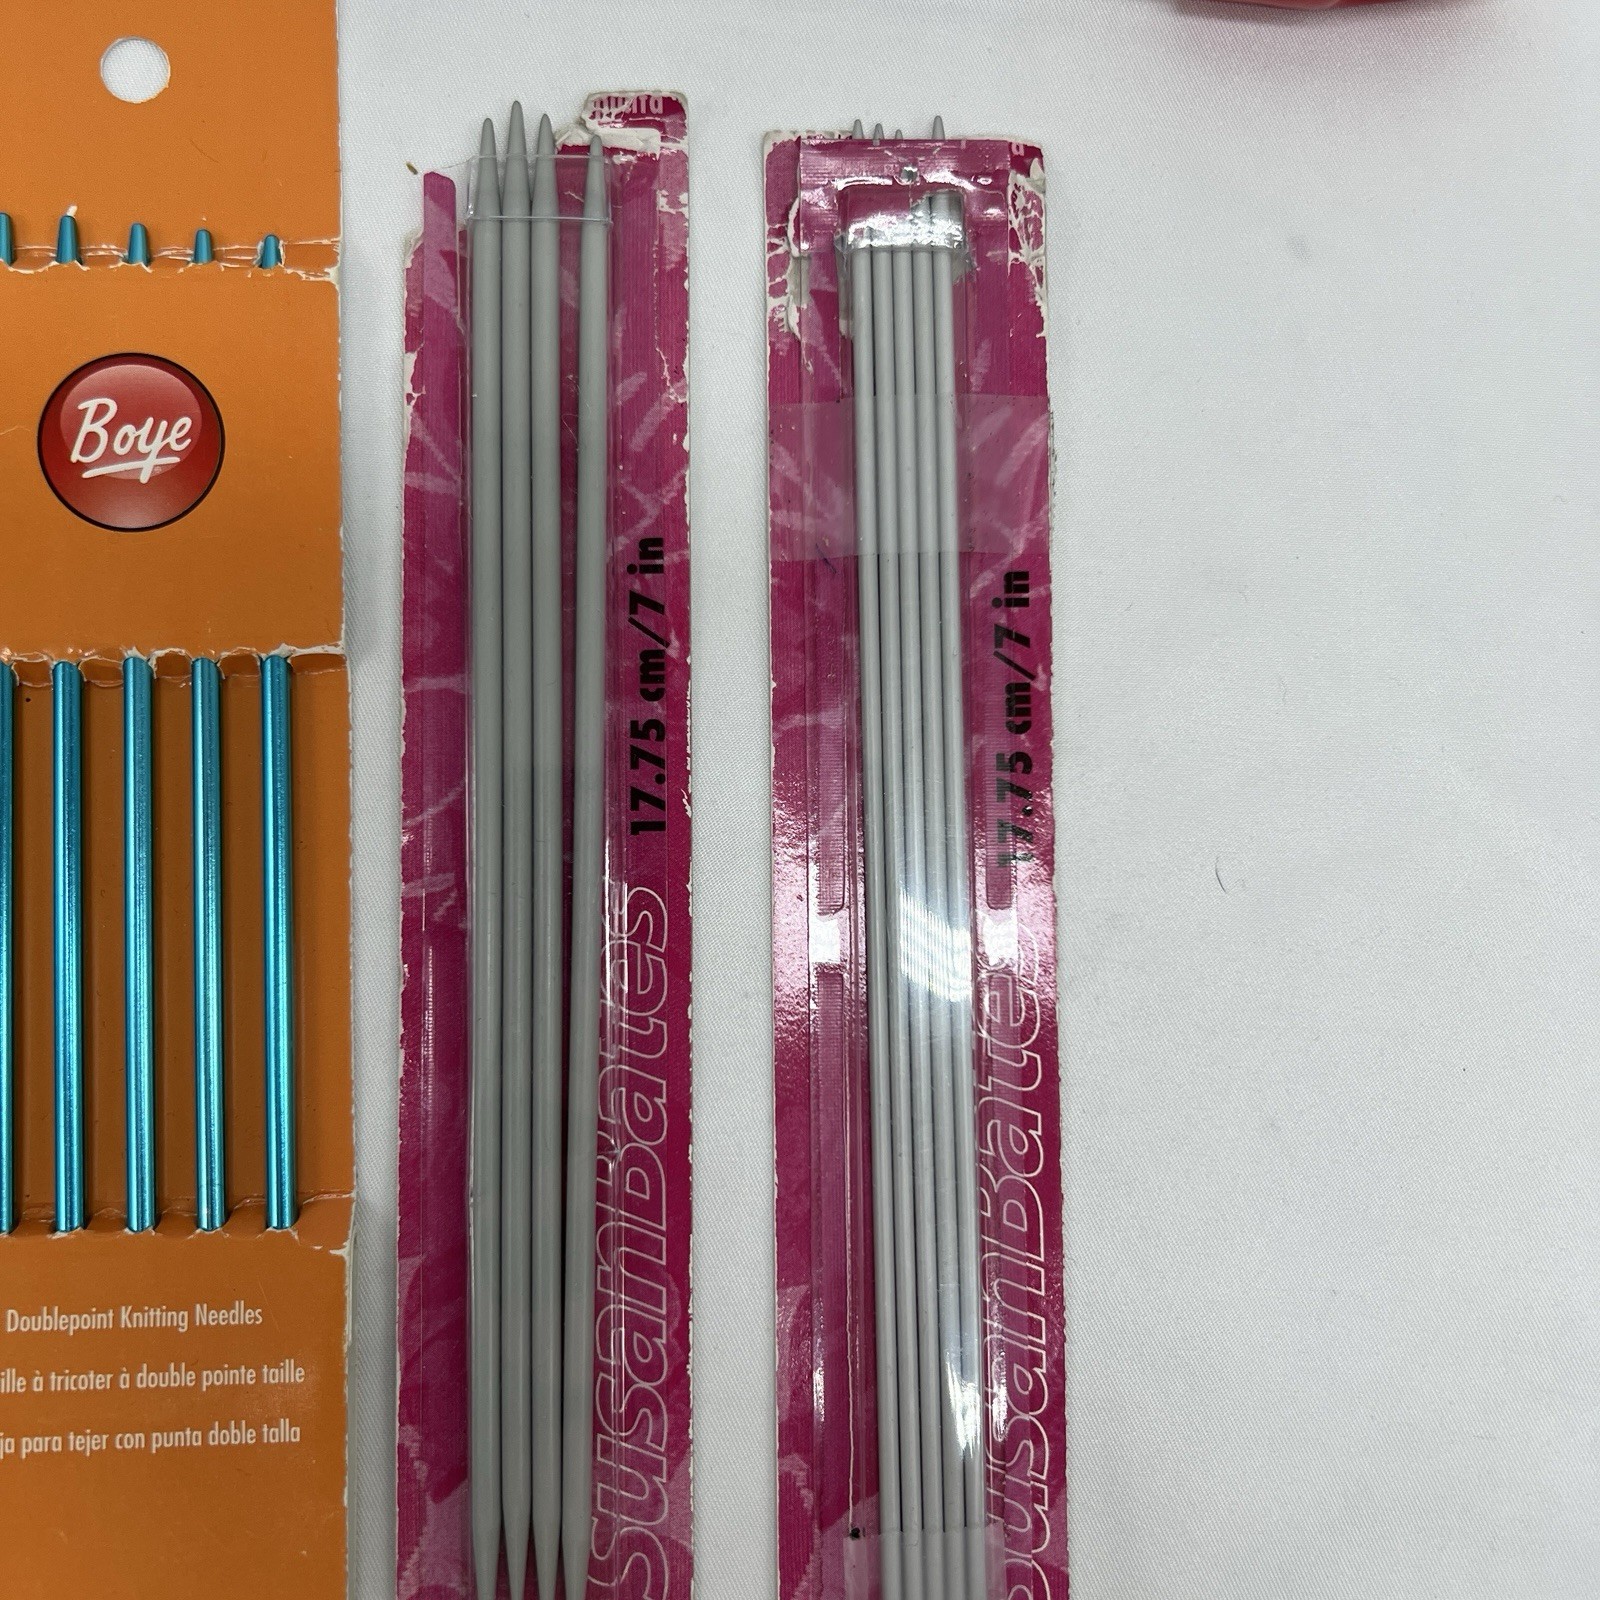 Boye
Doublepoint Knitting Needles
ille à tricoter à double pointe taille
ja para tejer con punta doble talla
17.75 cm/7 in
SusanBates
17.75 cm/7 in
SusanBates